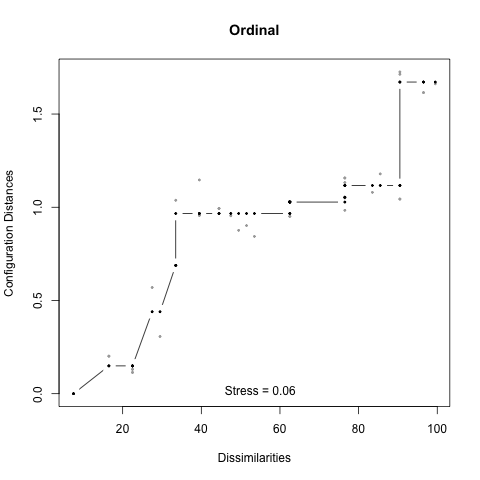 Ordinal
Configuration Distances
1.5
1.0
0.5
0.0
Stress = 0.06
20 40 60 80 100
Dissimilarities